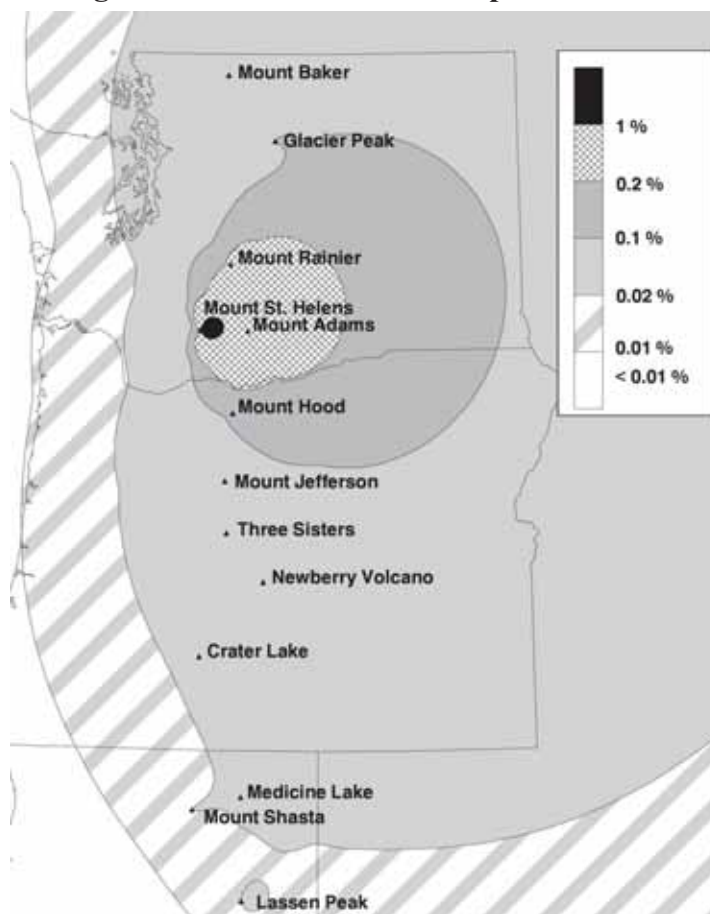 Mount Baker
Glacier Peak
Mount Rainier
Mount St. Helens
Mount Adams
Mount Hood
Mount Jefferson
Three Sisters
Newberry Volcano
Crater Lake
Medicine Lake
Mount Shasta
Lassen Peak
1 %
0.2 %
0.1 %
0.02 %
0.01 %
< 0.01 %